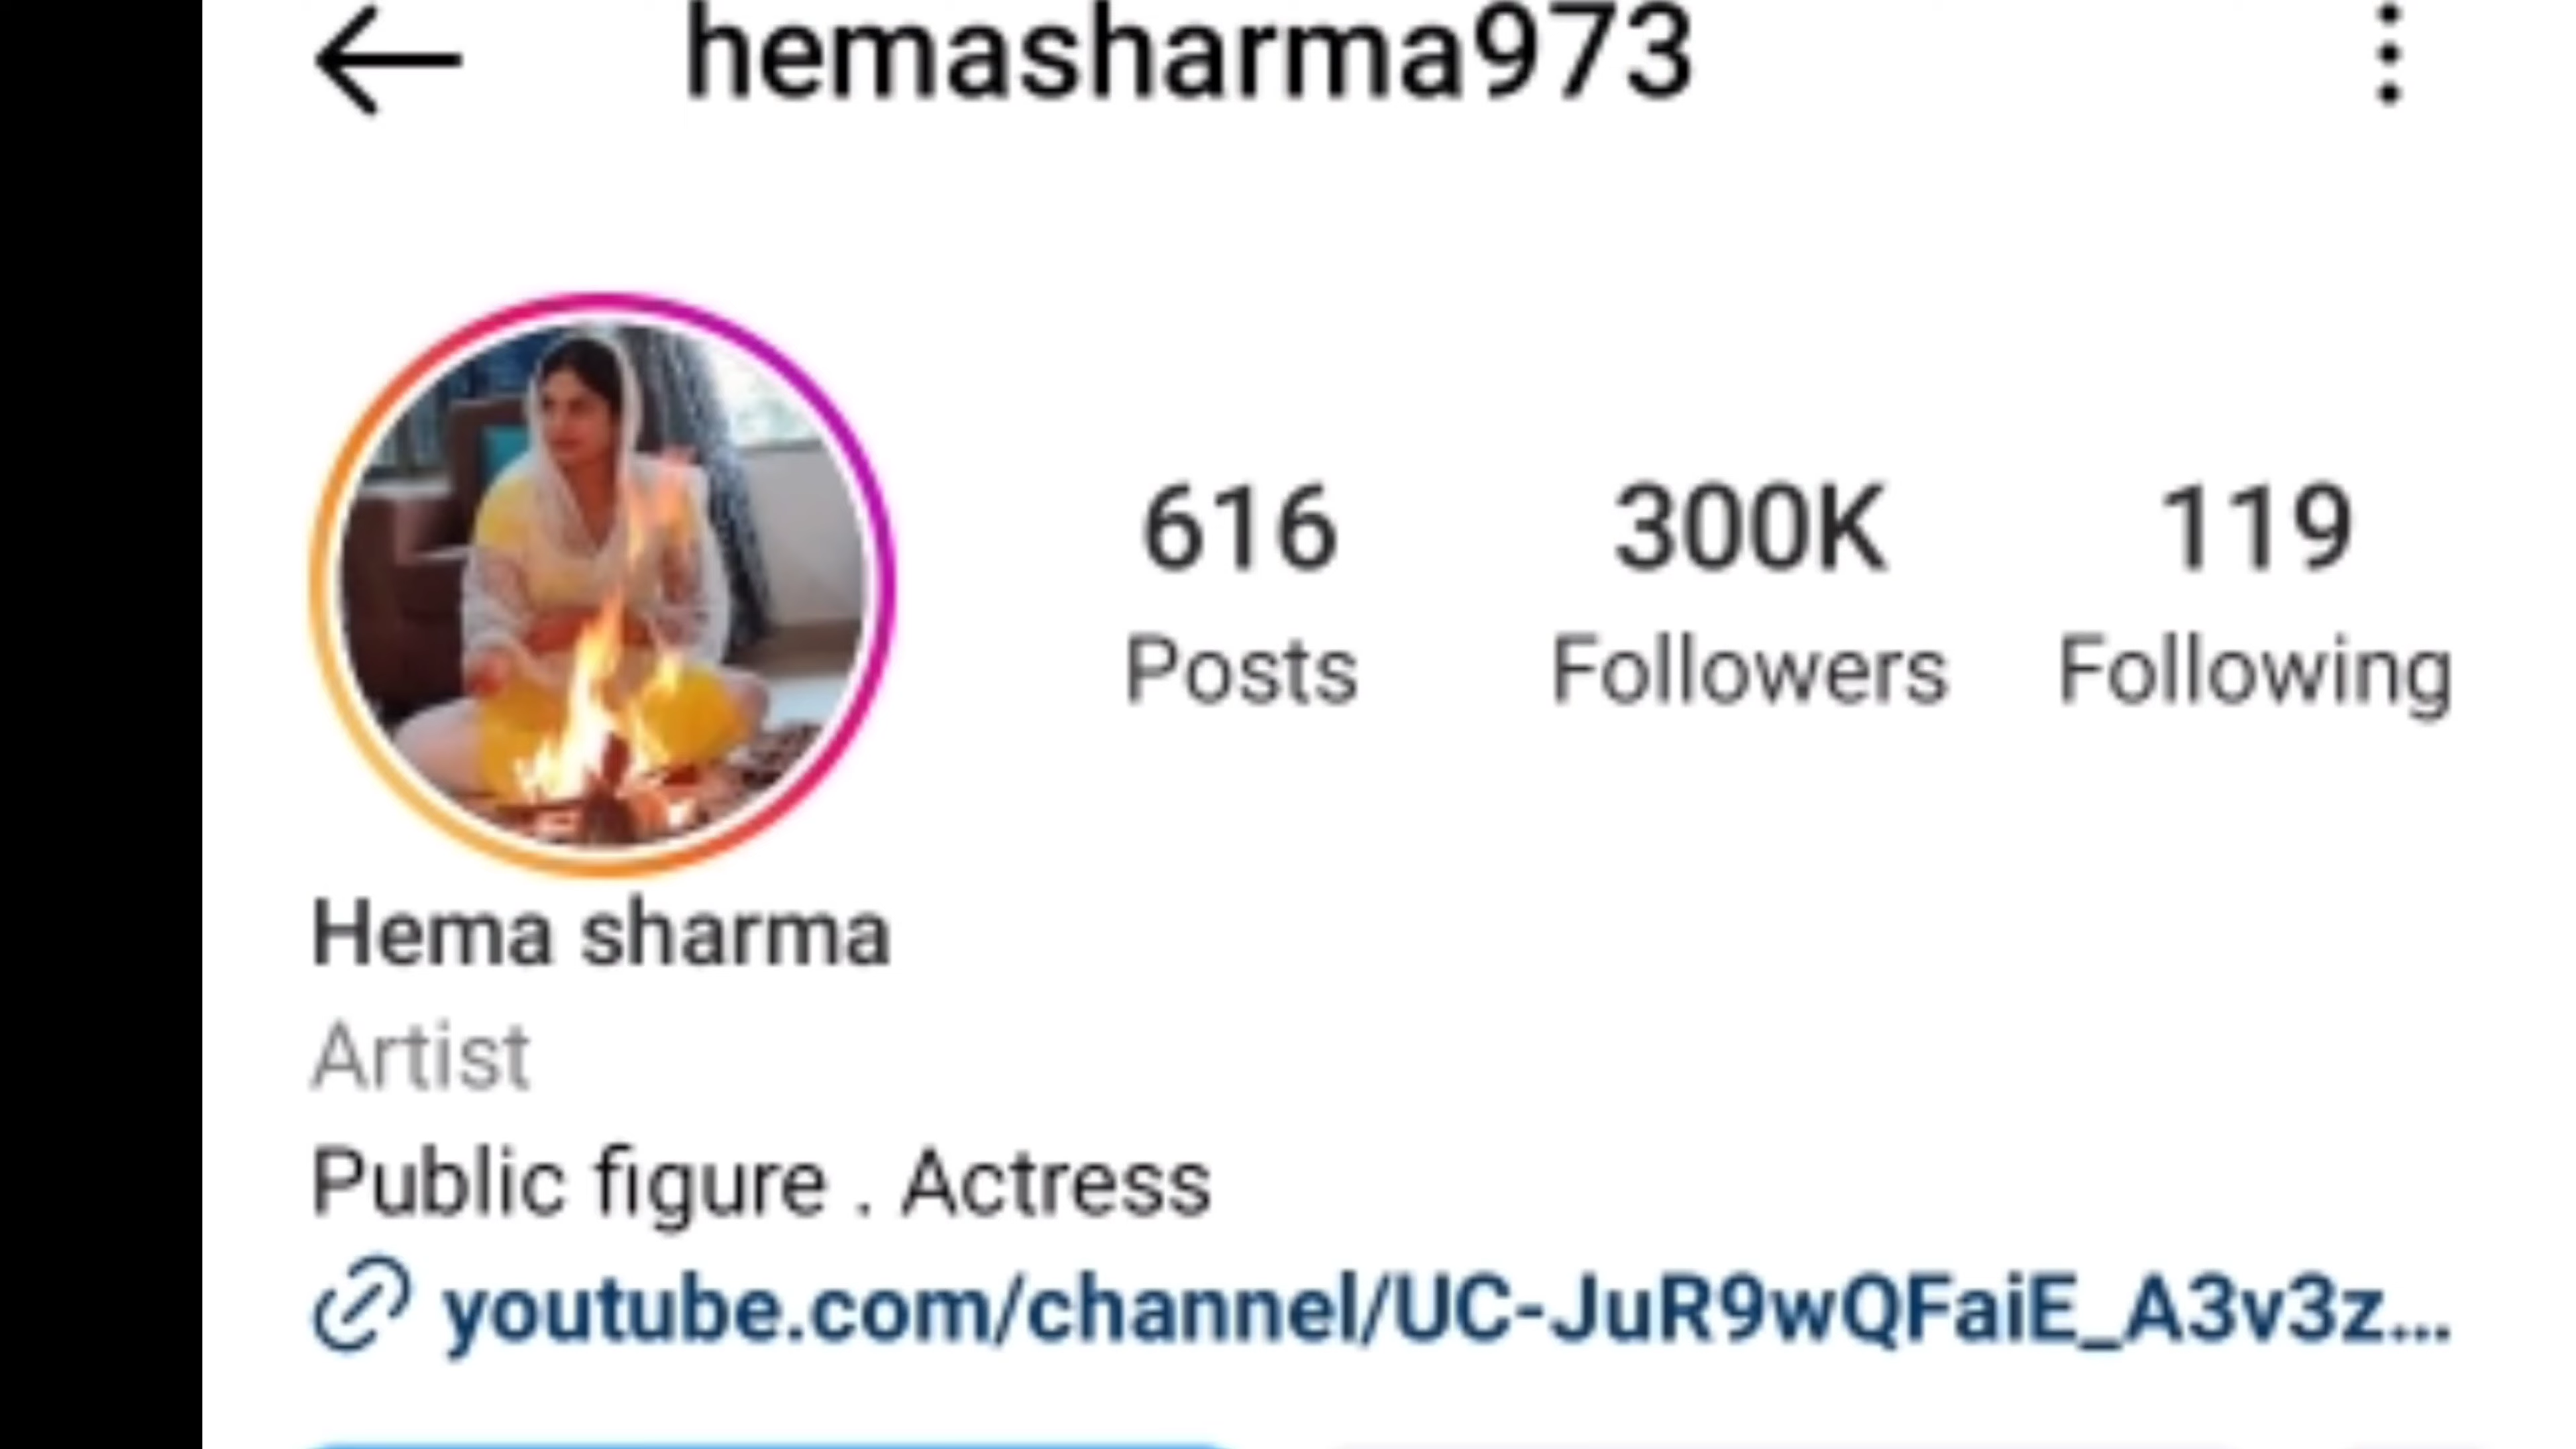 hemasharma973
616 300K 119
Posts Followers Following
Hema sharma
Artist
Public figure . Actress
youtube.com/channel/UC-JuR9wQFaiE_A3v3z...